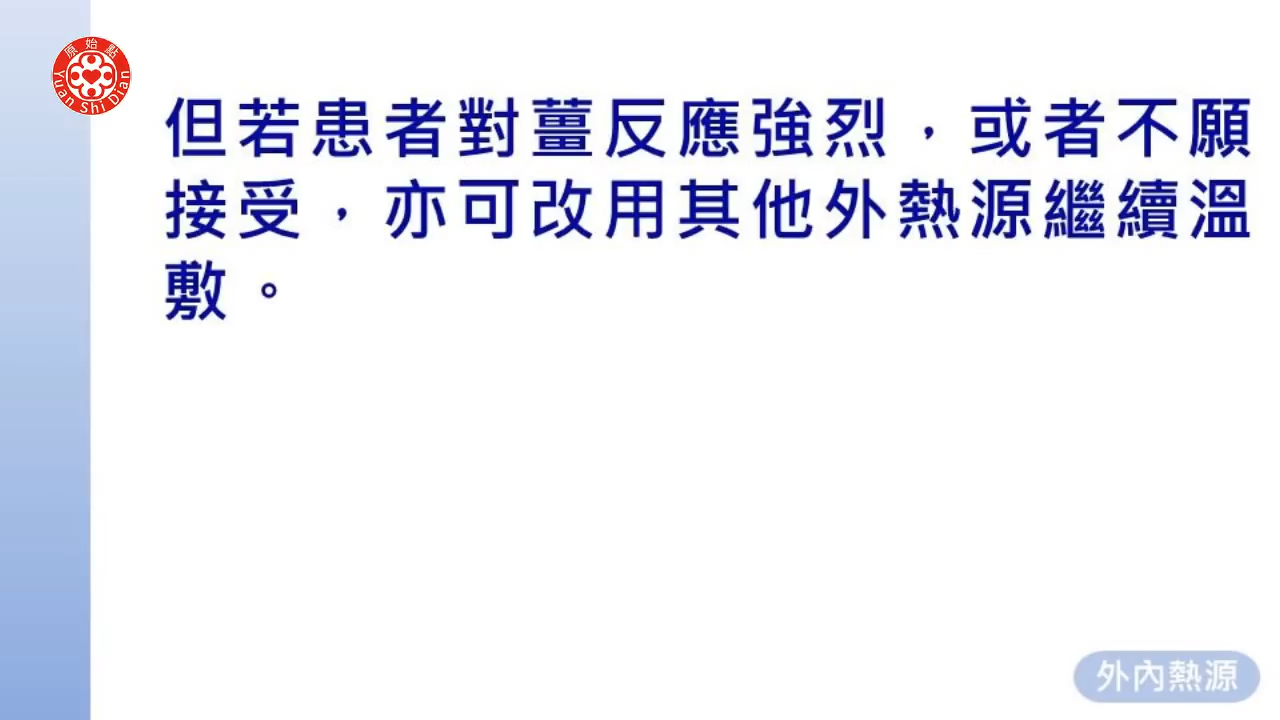 原始點
Yuan Shi Dian
但若患者對薑反應強烈，或者不願
接受，亦可改用其他外熱源繼續溫
敷。
外內熱源